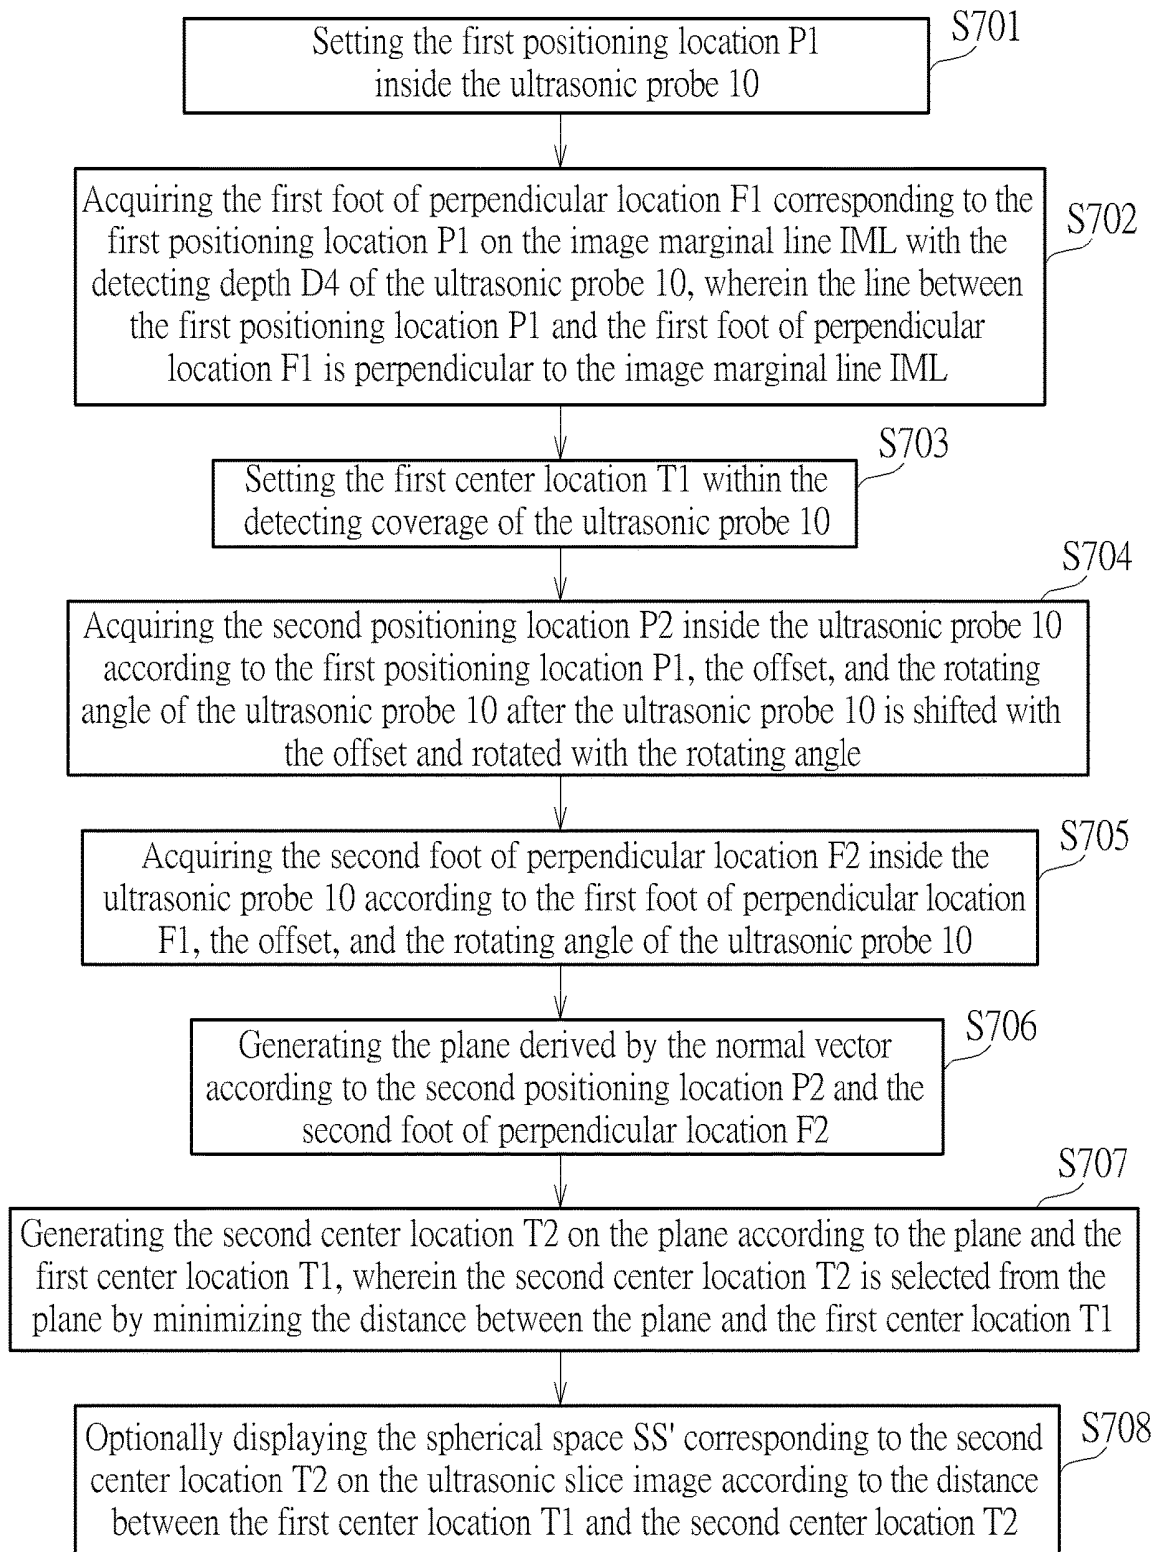 S701
Setting the first positioning location P1
inside the ultrasonic probe 10
S702
Acquiring the first foot of perpendicular location F1 corresponding to the
first positioning location P1 on the image marginal line IML with the
detecting depth D4 of the ultrasonic probe 10, wherein the line between
the first positioning location P1 and the first foot of perpendicular
location F1 is perpendicular to the image marginal line IML
S703
Setting the first center location T1 within the
detecting coverage of the ultrasonic probe 10
S704
Acquiring the second positioning location P2 inside the ultrasonic probe 10
according to the first positioning location P1, the offset, and the rotating
angle of the ultrasonic probe 10 after the ultrasonic probe 10 is shifted with
the offset and rotated with the rotating angle
S705
Acquiring the second foot of perpendicular location F2 inside the
ultrasonic probe 10 according to the first foot of perpendicular location
F1, the offset, and the rotating angle of the ultrasonic probe 10
S706
Generating the plane derived by the normal vector
according to the second positioning location P2 and the
second foot of perpendicular location F2
S707
Generating the second center location T2 on the plane according to the plane and the
first center location T1, wherein the second center location T2 is selected from the
plane by minimizing the distance between the plane and the first center location T1
S708
Optionally displaying the spherical space SS' corresponding to the second
center location T2 on the ultrasonic slice image according to the distance
between the first center location T1 and the second center location T2